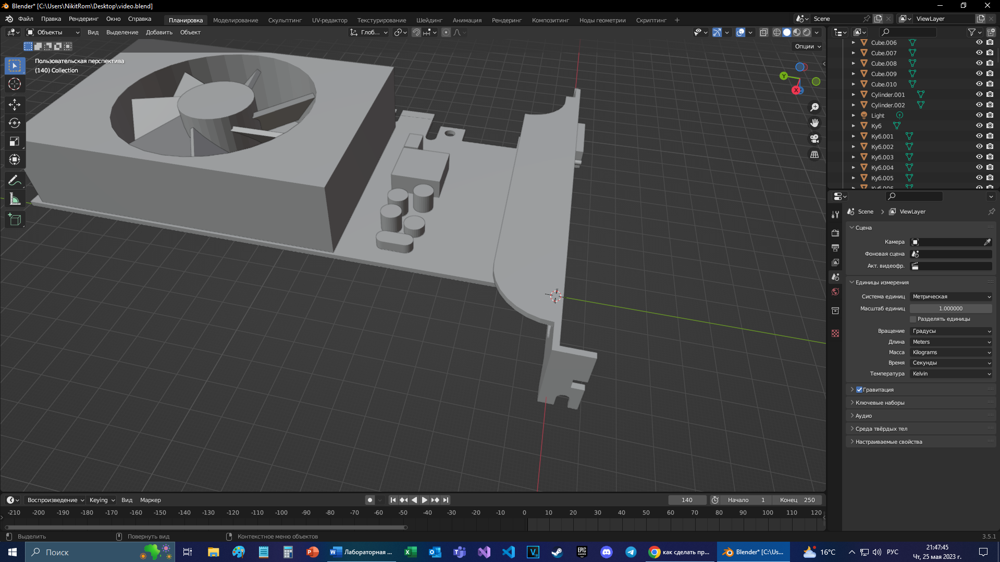 Blender* [C:\Users\NikitRom\Desktop\video.blend]
Файл Правка Рендеринг Окно Справка Планировка Моделирование Скульптинг UV-редактор Текстурирование Шейдинг Анимация Рендеринг Композитинг Ноды геометрии Скриптинг + Scene ViewLayer
Объекты Вид Выделение Добавить Объект Глоб...
Опции
Пользовательская перспектива
(140) Collection
Y
X
Z
Cube.006
Cube.007
Cube.008
Cube.009
Cube.010
Cylinder.001
Cylinder.002
Light
Куб
Куб.001
Куб.002
Куб.003
Куб.004
Куб.005
Куб.006
Scene ViewLayer
Сцена
Камера
Фоновая сцена
Акт. видеофр.
Единицы измерения
Система единиц Метрическая
Масштаб единиц 1.000000
Разделять единицы
Вращение Градусы
Длина Meters
Масса Kilograms
Время Секунды
Температура Kelvin
Гравитация
Ключевые наборы
Аудио
Среда твёрдых тел
Настраиваемые свойства
Воспроизведение Keying Вид Маркер 140 Начало 1 Конец 250
-210 -200 -190 -180 -170 -160 -150 -140 -130 -120 -110 -100 -90 -80 -70 -60 -50 -40 -30 -20 -10 0 10 20 30 40 50 60 70 80 90 100 110 120
Выделить Повернуть вид Контекстное меню объектов 3.5.1
Поиск Лабораторная ... как сделать пр... Blender* [C:\Us... 16°C РУС 21:47:45
Чт, 25 мая 2023 г.